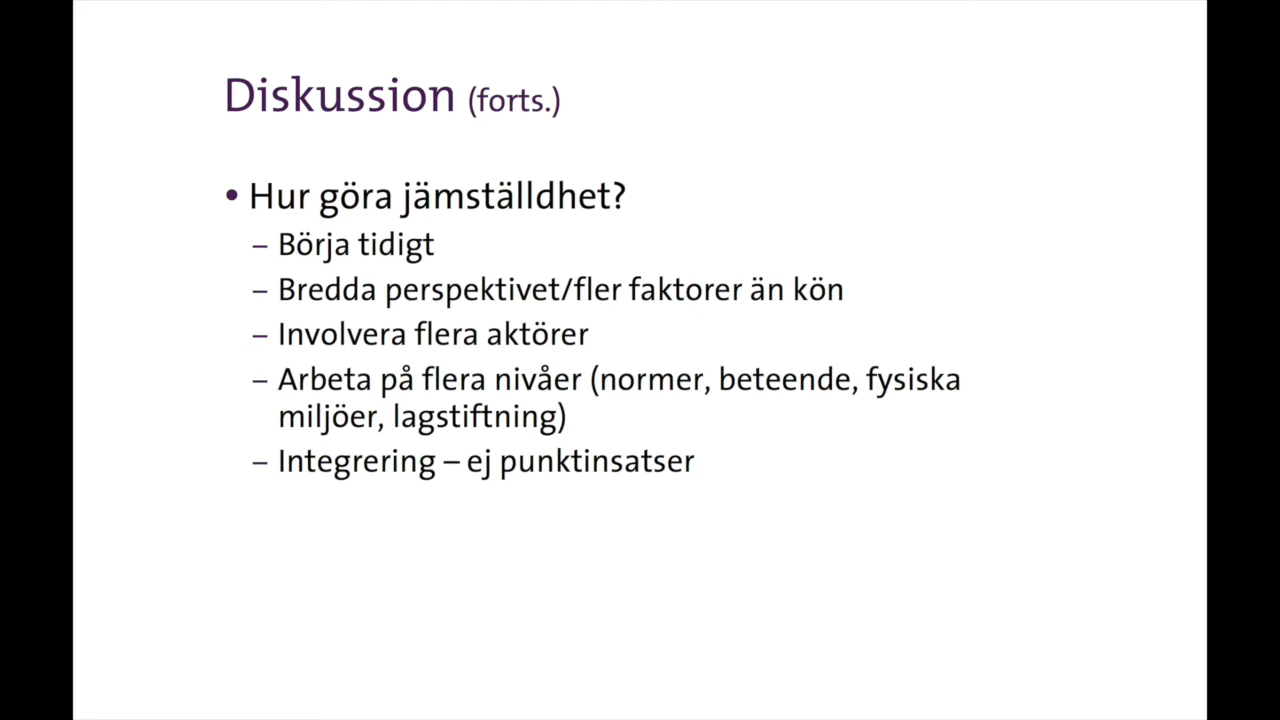 Diskussion (forts.)
• Hur göra jämställdhet?
– Börja tidigt
– Bredda perspektivet/fler faktorer än kön
– Involvera flera aktörer
– Arbeta på flera nivåer (normer, beteende, fysiska
miljöer, lagstiftning)
– Integrering – ej punktinsatser